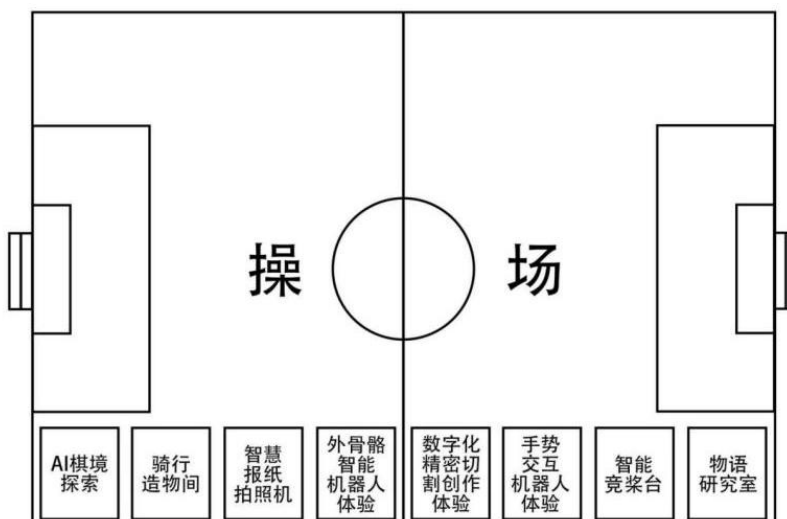 操 场
AI棋境
探索
骑行
造物间
智慧
报纸
拍照机
外骨骼
智能
机器人
体验
数字化
精密切
割创作
体验
手势
交互
机器人
体验
智能
竞桨台
物语
研究室